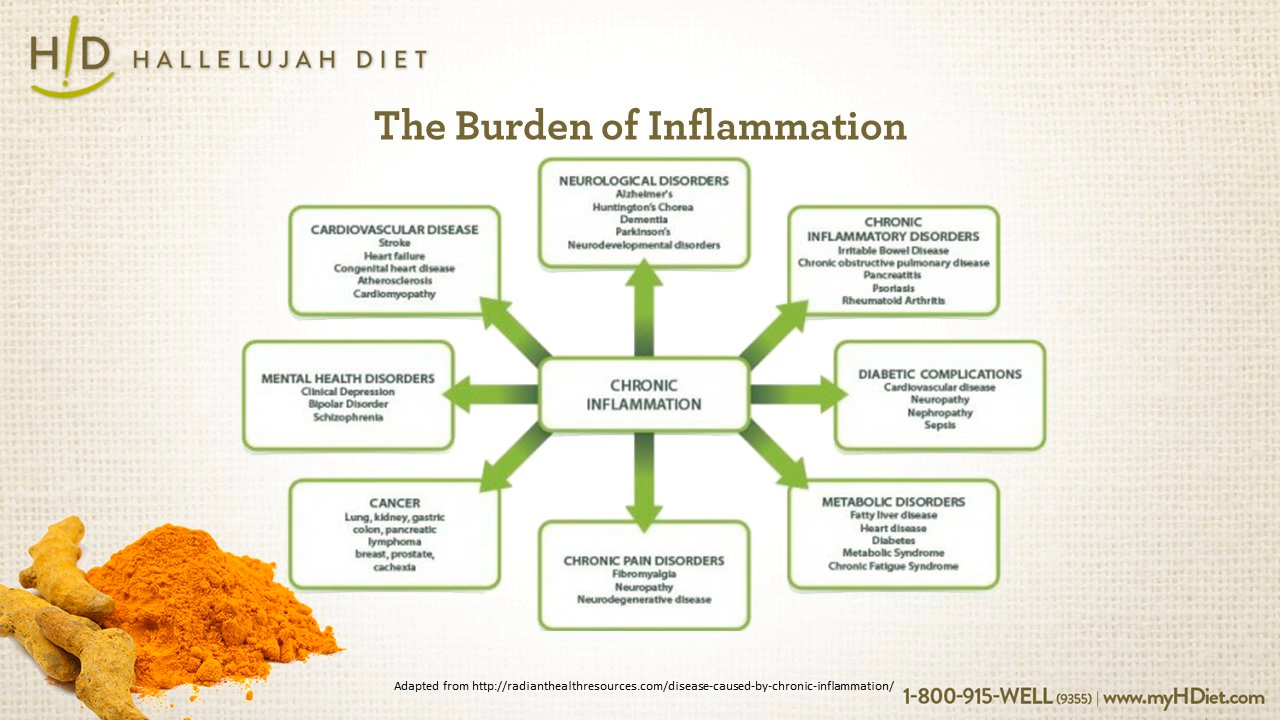 H!D HALLELUJAH DIET
The Burden of Inflammation
NEUROLOGICAL DISORDERS
Alzheimer's
Huntington's Chorea
Dementia
Parkinson's
Neurodevelopmental disorders
CARDIOVASCULAR DISEASE
Stroke
Heart failure
Congenital heart disease
Atherosclerosis
Cardiomyopathy
CHRONIC
INFLAMMATORY DISORDERS
Irritable Bowel Disease
Chronic obstructive pulmonary disease
Pancreatitis
Psoriasis
Rheumatoid Arthritis
MENTAL HEALTH DISORDERS
Clinical Depression
Bipolar Disorder
Schizophrenia
CHRONIC
INFLAMMATION
DIABETIC COMPLICATIONS
Cardiovascular disease
Neuropathy
Nephropathy
Sepsis
CANCER
Lung, kidney, gastric
colon, pancreatic
lymphoma
breast, prostate,
cachexia
CHRONIC PAIN DISORDERS
Fibromyalgia
Neuropathy
Neurodegenerative disease
METABOLIC DISORDERS
Fatty liver disease
Heart disease
Diabetes
Metabolic Syndrome
Chronic Fatigue Syndrome
Adapted from http://radianthealthresources.com/disease-caused-by-chronic-inflammation/
1-800-915-WELL (9355) | www.myHDiet.com